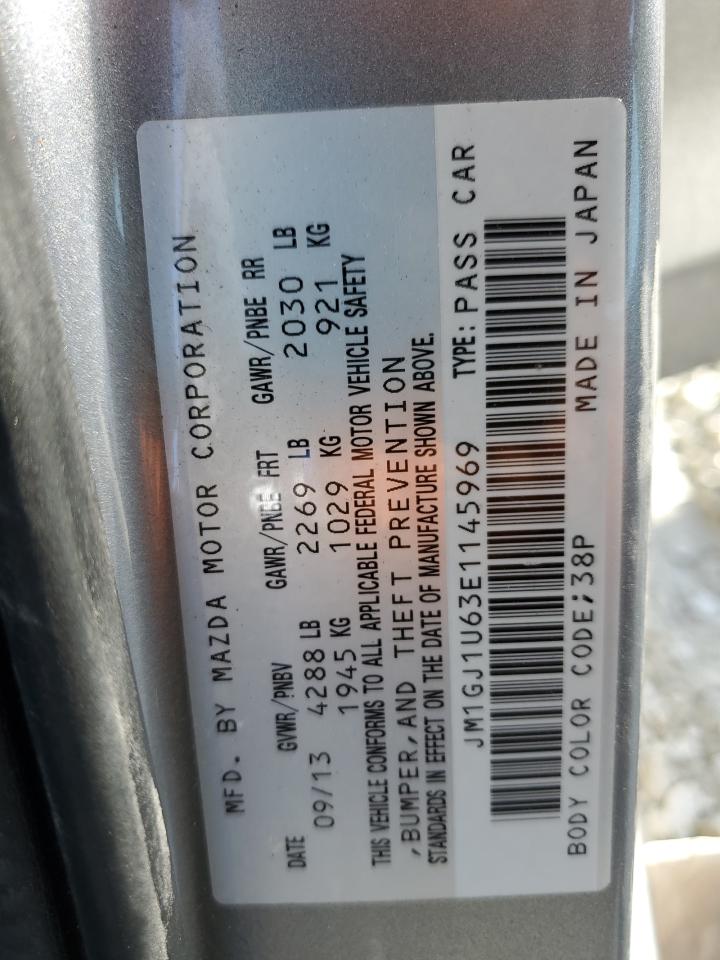 MFD. BY MAZDA MOTOR CORPORATION
DATE GVWR/PNBV GAWR/PNBE FRT GAWR/PNBE RR
09/13 4288 LB 2269 LB 2030 LB
1945 KG 1029 KG 921 KG
THIS VEHICLE CONFORMS TO ALL APPLICABLE FEDERAL MOTOR VEHICLE SAFETY
,BUMPER,AND THEFT PREVENTION
STANDARDS IN EFFECT ON THE DATE OF MANUFACTURE SHOWN ABOVE.
JM1GJ1U63E1145969 TYPE: PASS CAR
BODY COLOR CODE;38P MADE IN JAPAN